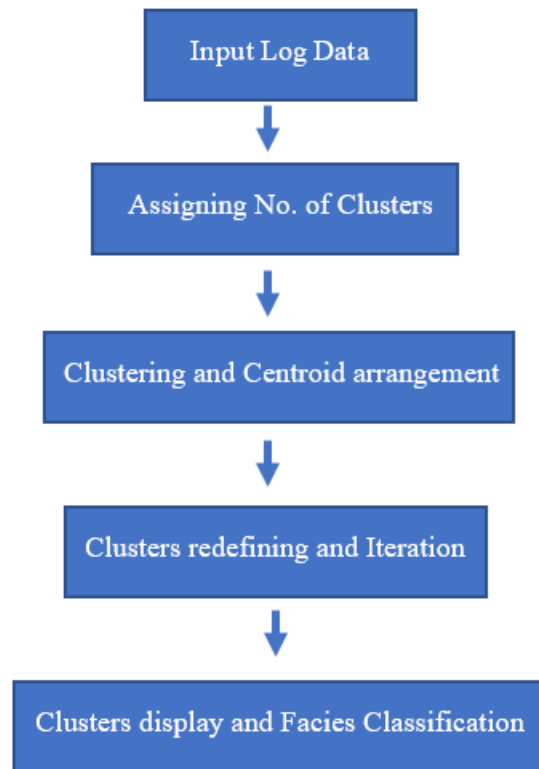 Input Log Data
Assigning No. of Clusters
Clustering and Centroid arrangement
Clusters redefining and Iteration
Clusters display and Facies Classification